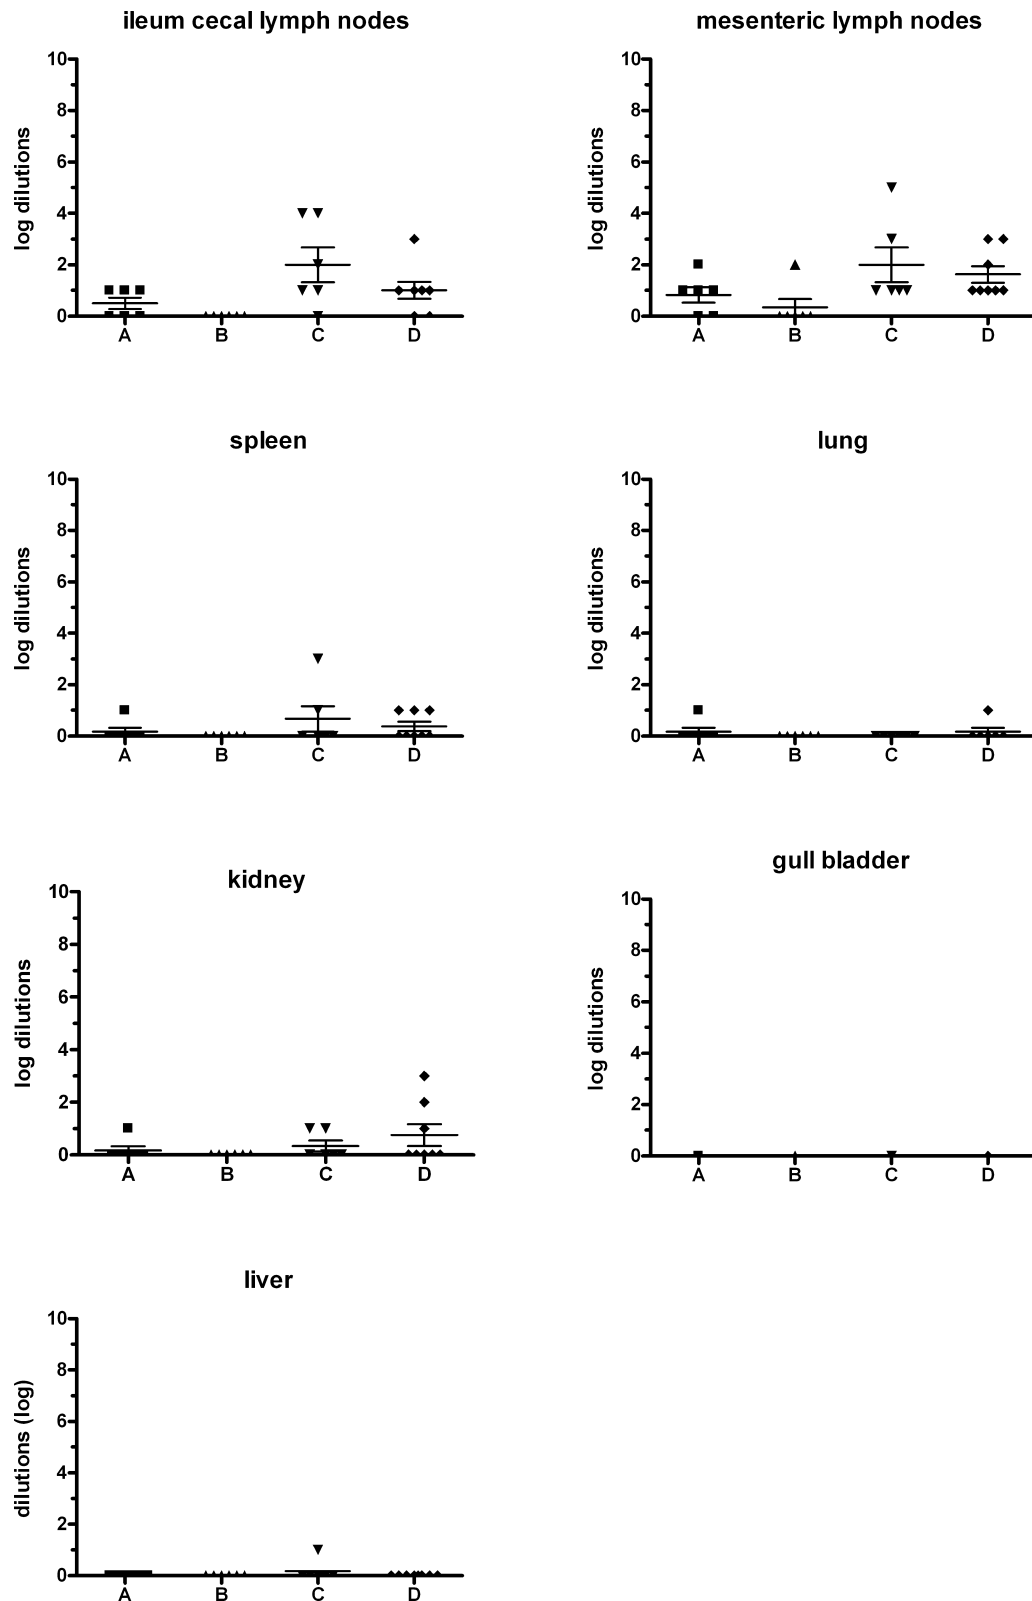 ileum cecal lymph nodes
log dilutions
10
8
6
4
2
0
A B C D
mesenteric lymph nodes
log dilutions
10
8
6
4
2
0
A B C D
spleen
log dilutions
10
8
6
4
2
0
A B C D
lung
log dilutions
10
8
6
4
2
0
A B C D
kidney
log dilutions
10
8
6
4
2
0
A B C D
gull bladder
log dilutions
10
8
6
4
2
0
A B C D
liver
dilutions (log)
10
8
6
4
2
0
A B C D